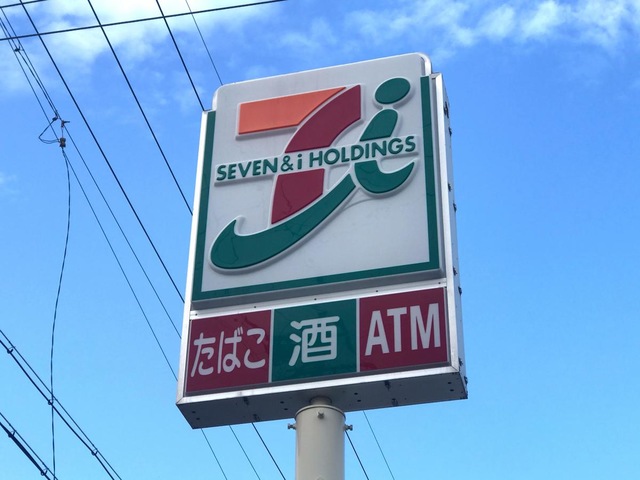 SEVEN & i HOLDINGS
たばこ 酒 ATM